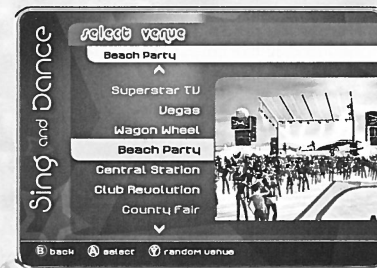 select venue
Beach Party
Sing and Dance
Superstar TV
Vegas
Wagon Wheel
Beach Party
Central Station
Club Revolution
County Fair
B back A select Y random venue